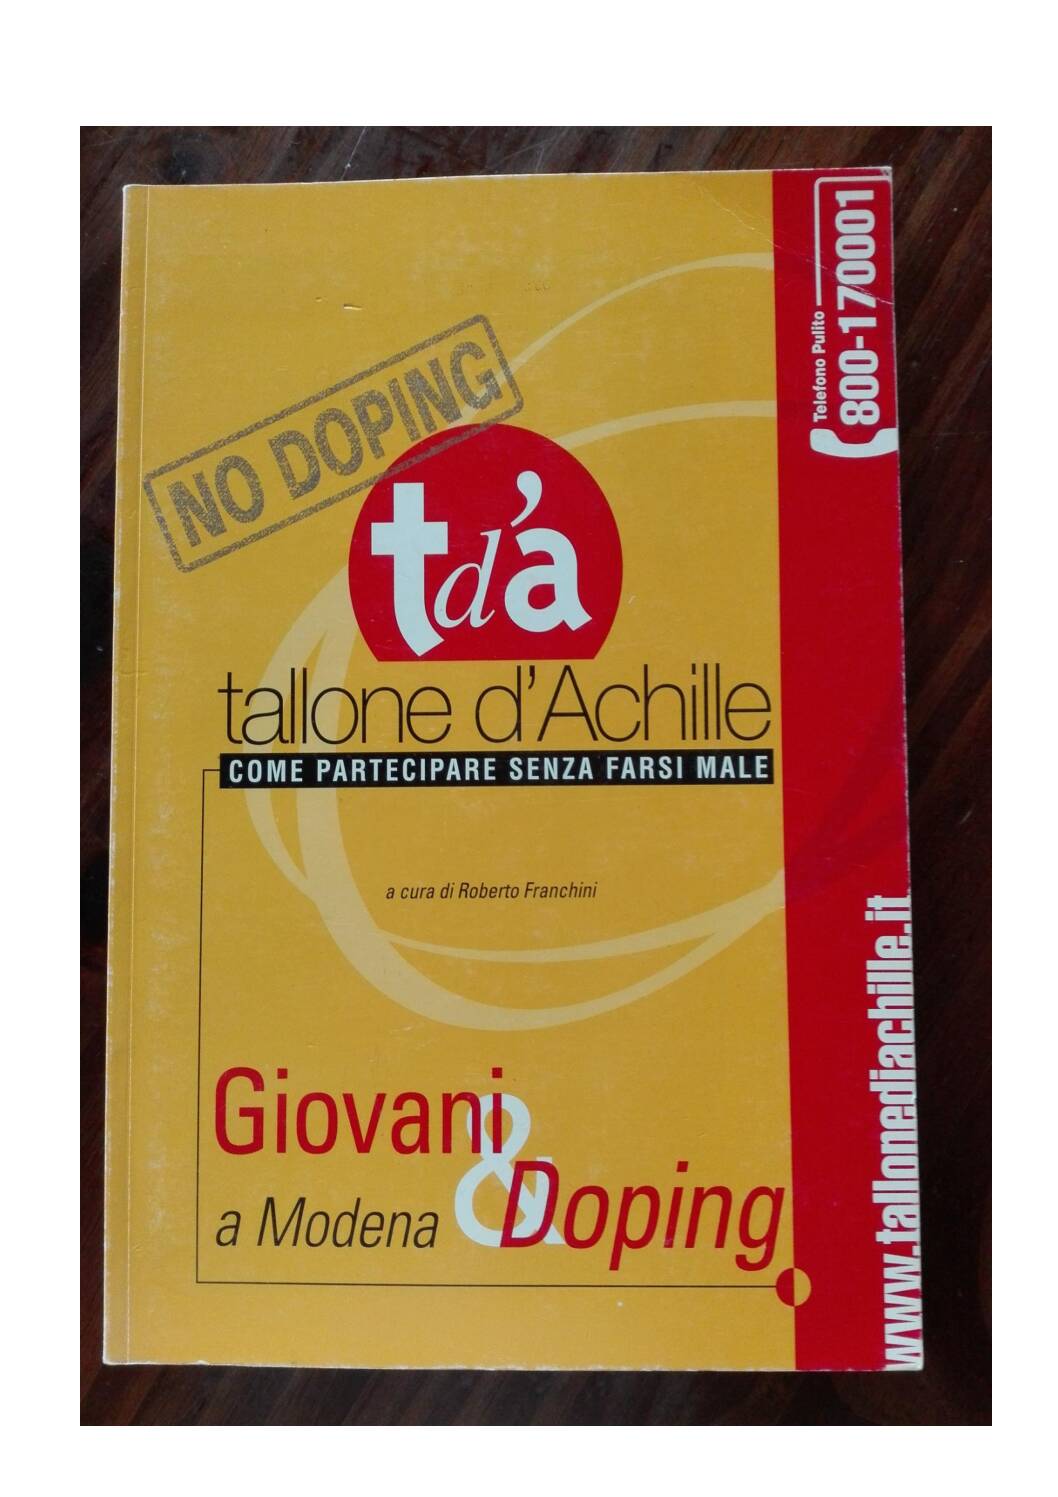 Telefono Pulito
800-170001
NO DOPING
td'a
tallone d'Achille
COME PARTECIPARE SENZA FARSI MALE
a cura di Roberto Franchini
Giovani
& Doping
a Modena
www.tallonediachille.it